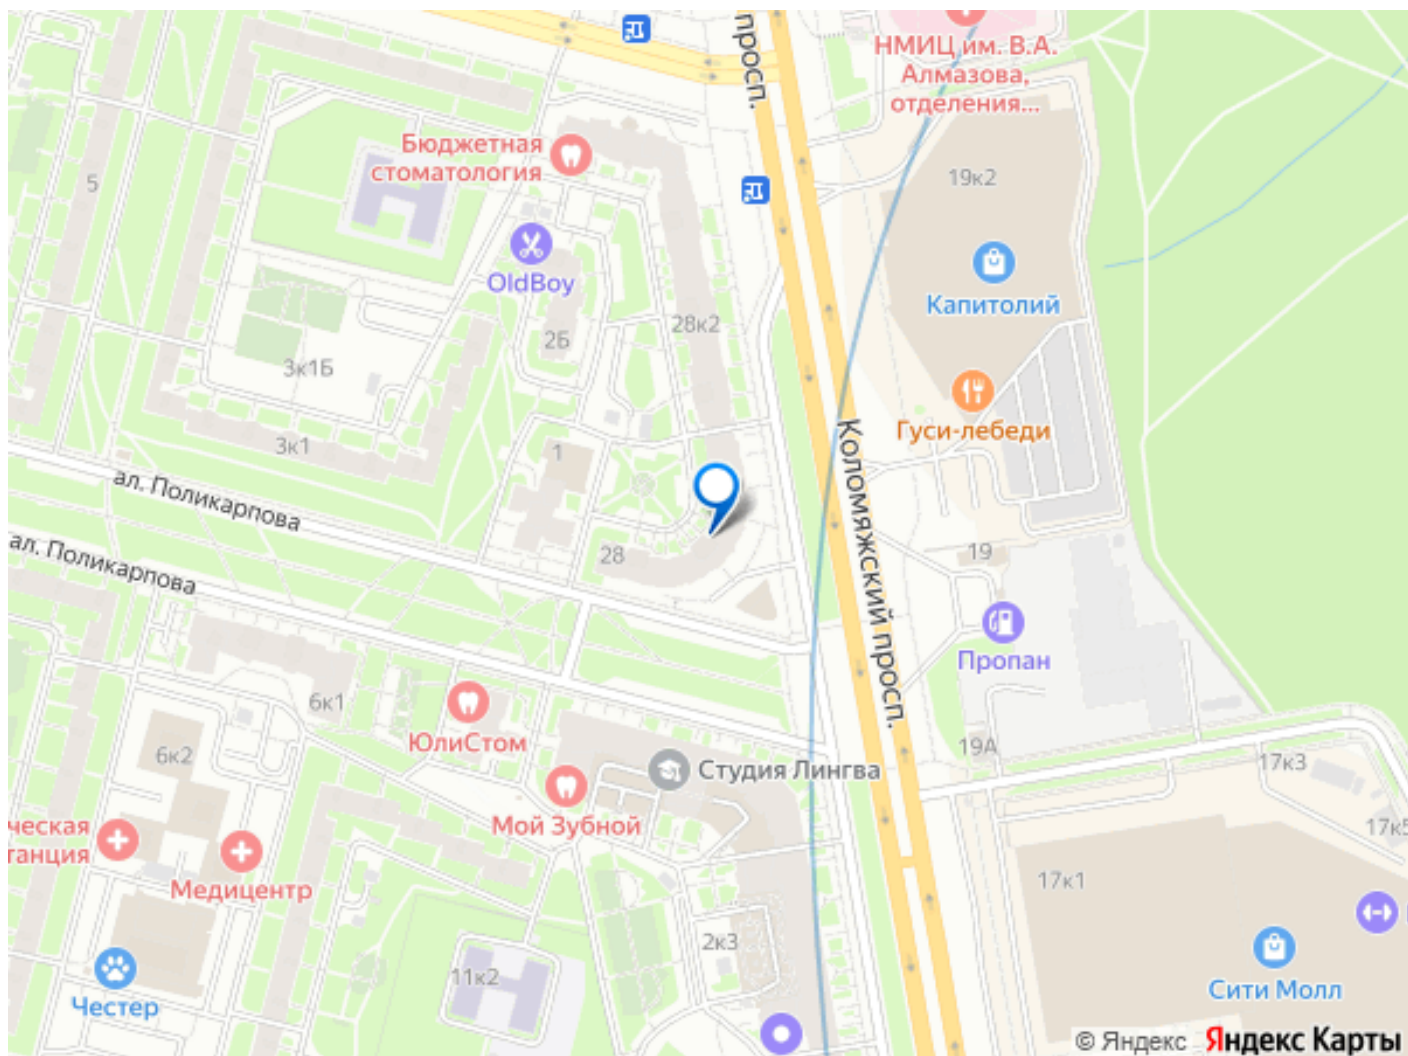 просп.
НМИЦ им. В.А.
Алмазова,
отделения...
Бюджетная
стоматология
5
19к2
OldBoy
Капитолий
28к2
2Б
3к1Б
Гуси-лебеди
3к1
1
ал. Поликарпова
Коломяжский просп.
ал. Поликарпова
28
19
Пропан
6к1
ЮлиСтом
6к2
19А
17к3
Студия Лингва
Мой Зубной
ческая
танция
17к5
Медицентр
17к1
2к3
11к2
Честер
Сити Молл
© Яндекс Яндекс Карты